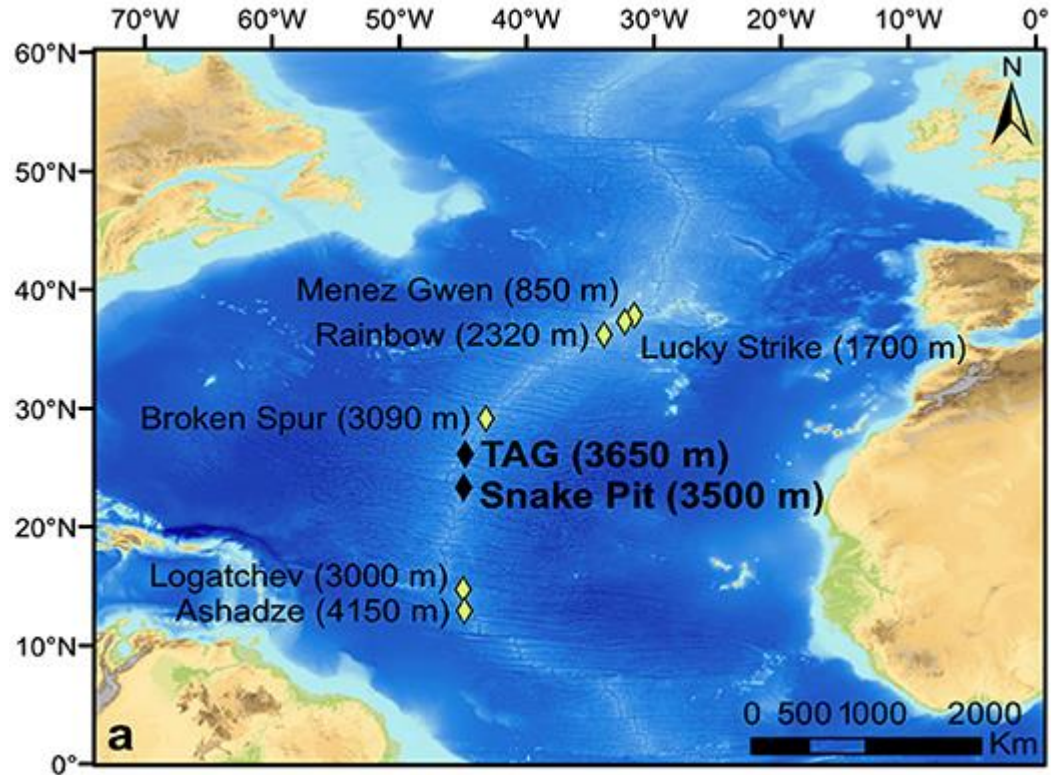 70°W 60°W 50°W 40°W 30°W 20°W 10°W 0°
60°N
N
50°N
40°N
Menez Gwen (850 m)
Rainbow (2320 m)
Lucky Strike (1700 m)
30°N
Broken Spur (3090 m)
TAG (3650 m)
Snake Pit (3500 m)
20°N
Logatchev (3000 m)
Ashadze (4150 m)
10°N
0 500 1000 2000
Km
a
0°